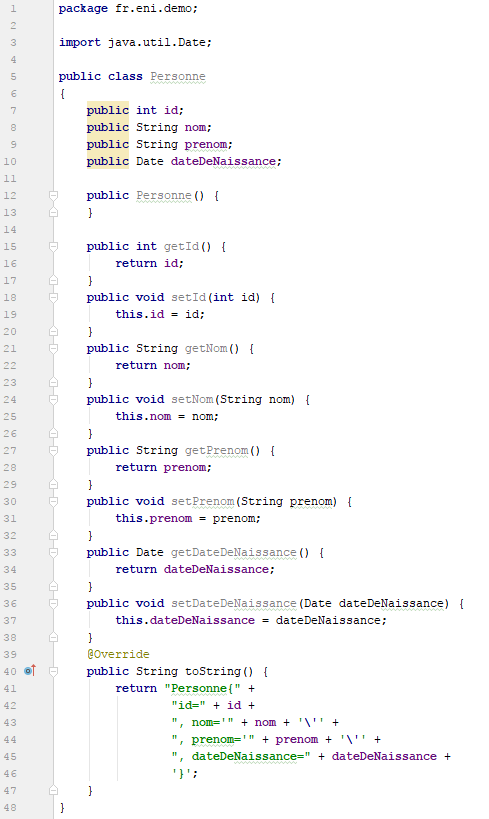 1 package fr.eni.demo;
2
3 import java.util.Date;
4
5 public class Personne
6 {
7     public int id;
8     public String nom;
9     public String prenom;
10     public Date dateDeNaissance;
11
12     public Personne() {
13     }
14
15     public int getId() {
16         return id;
17     }
18     public void setId(int id) {
19         this.id = id;
20     }
21     public String getNom() {
22         return nom;
23     }
24     public void setNom(String nom) {
25         this.nom = nom;
26     }
27     public String getPrenom() {
28         return prenom;
29     }
30     public void setPrenom(String prenom) {
31         this.prenom = prenom;
32     }
33     public Date getDateDeNaissance() {
34         return dateDeNaissance;
35     }
36     public void setDateDeNaissance(Date dateDeNaissance) {
37         this.dateDeNaissance = dateDeNaissance;
38     }
39     @Override
40     public String toString() {
41         return "Personne{" +
42                 "id=" + id +
43                 ", nom='" + nom + '\'' +
44                 ", prenom='" + prenom + '\'' +
45                 ", dateDeNaissance=" + dateDeNaissance +
46                 '}';
47     }
48 }